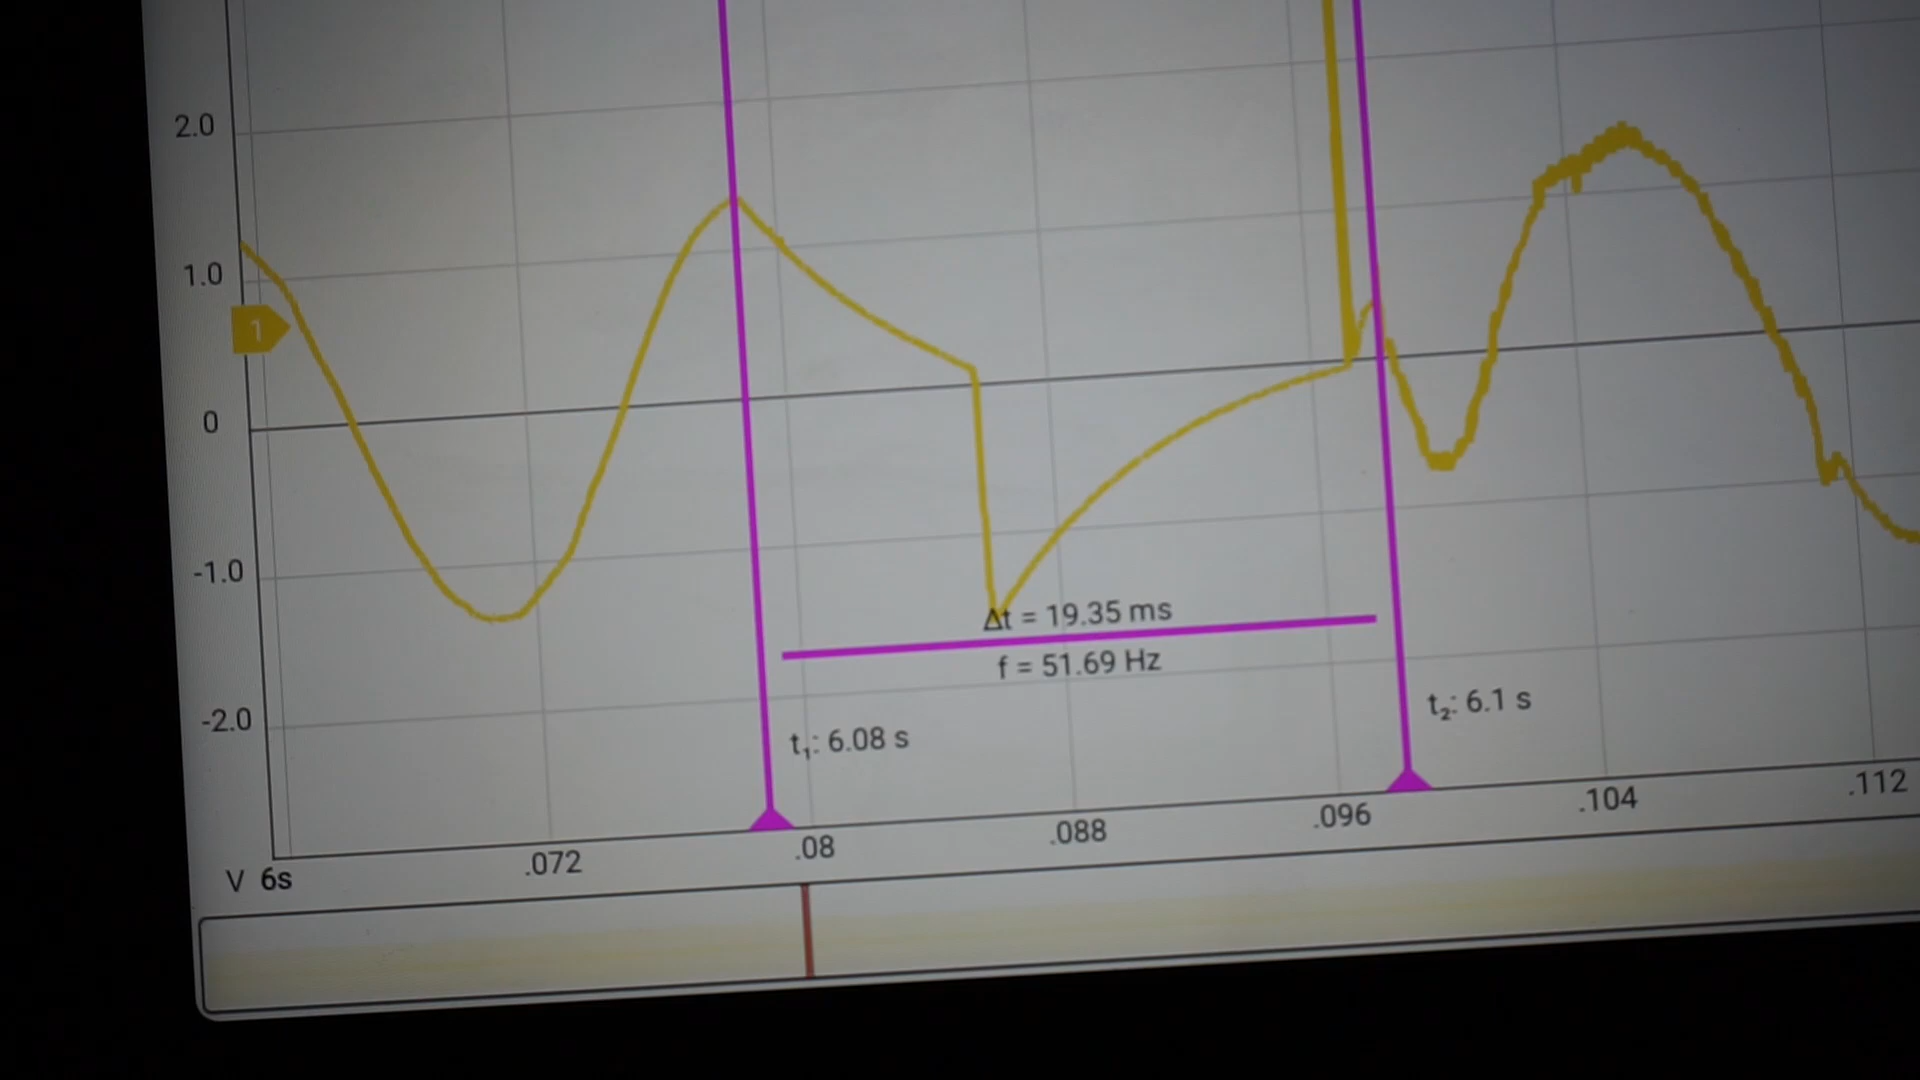 2.0
1.0
1
0
-1.0
Δt = 19.35 ms
f = 51.69 Hz
-2.0
t₂: 6.1 s
t₁: 6.08 s
V 6s .072 .08 .088 .096 .104 .112